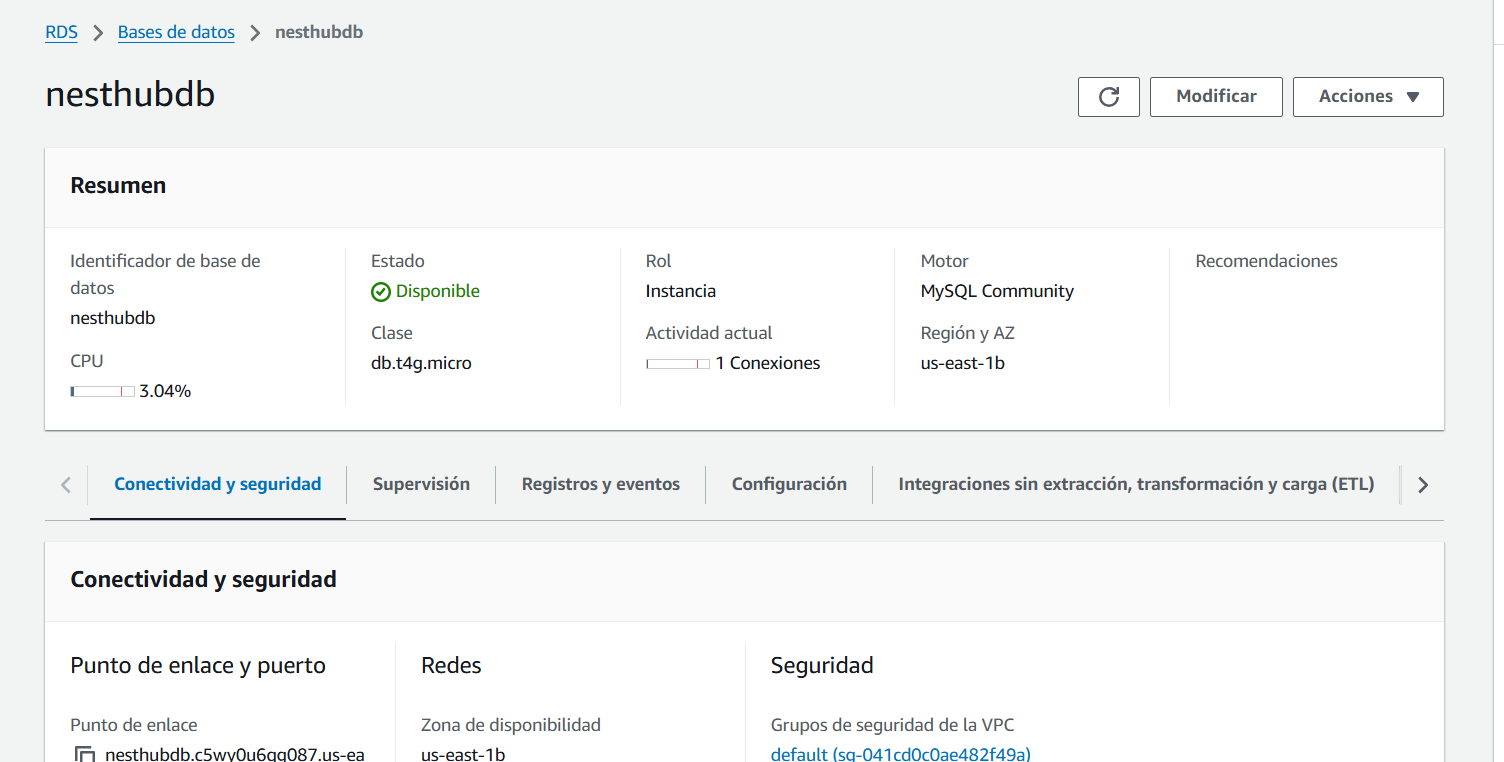 RDS > Bases de datos > nesthubdb
nesthubdb
Modificar
Acciones
Resumen
Identificador de base de
datos
nesthubdb
CPU
3.04%
Estado
Disponible
Clase
db.t4g.micro
Rol
Instancia
Actividad actual
1 Conexiones
Motor
MySQL Community
Región y AZ
us-east-1b
Recomendaciones
Conectividad y seguridad
Supervisión
Registros y eventos
Configuración
Integraciones sin extracción, transformación y carga (ETL)
Conectividad y seguridad
Punto de enlace y puerto
Punto de enlace
Redes
Zona de disponibilidad
us-east-1b
Seguridad
Grupos de seguridad de la VPC
default (sg-041cd0c0ae482f49a)